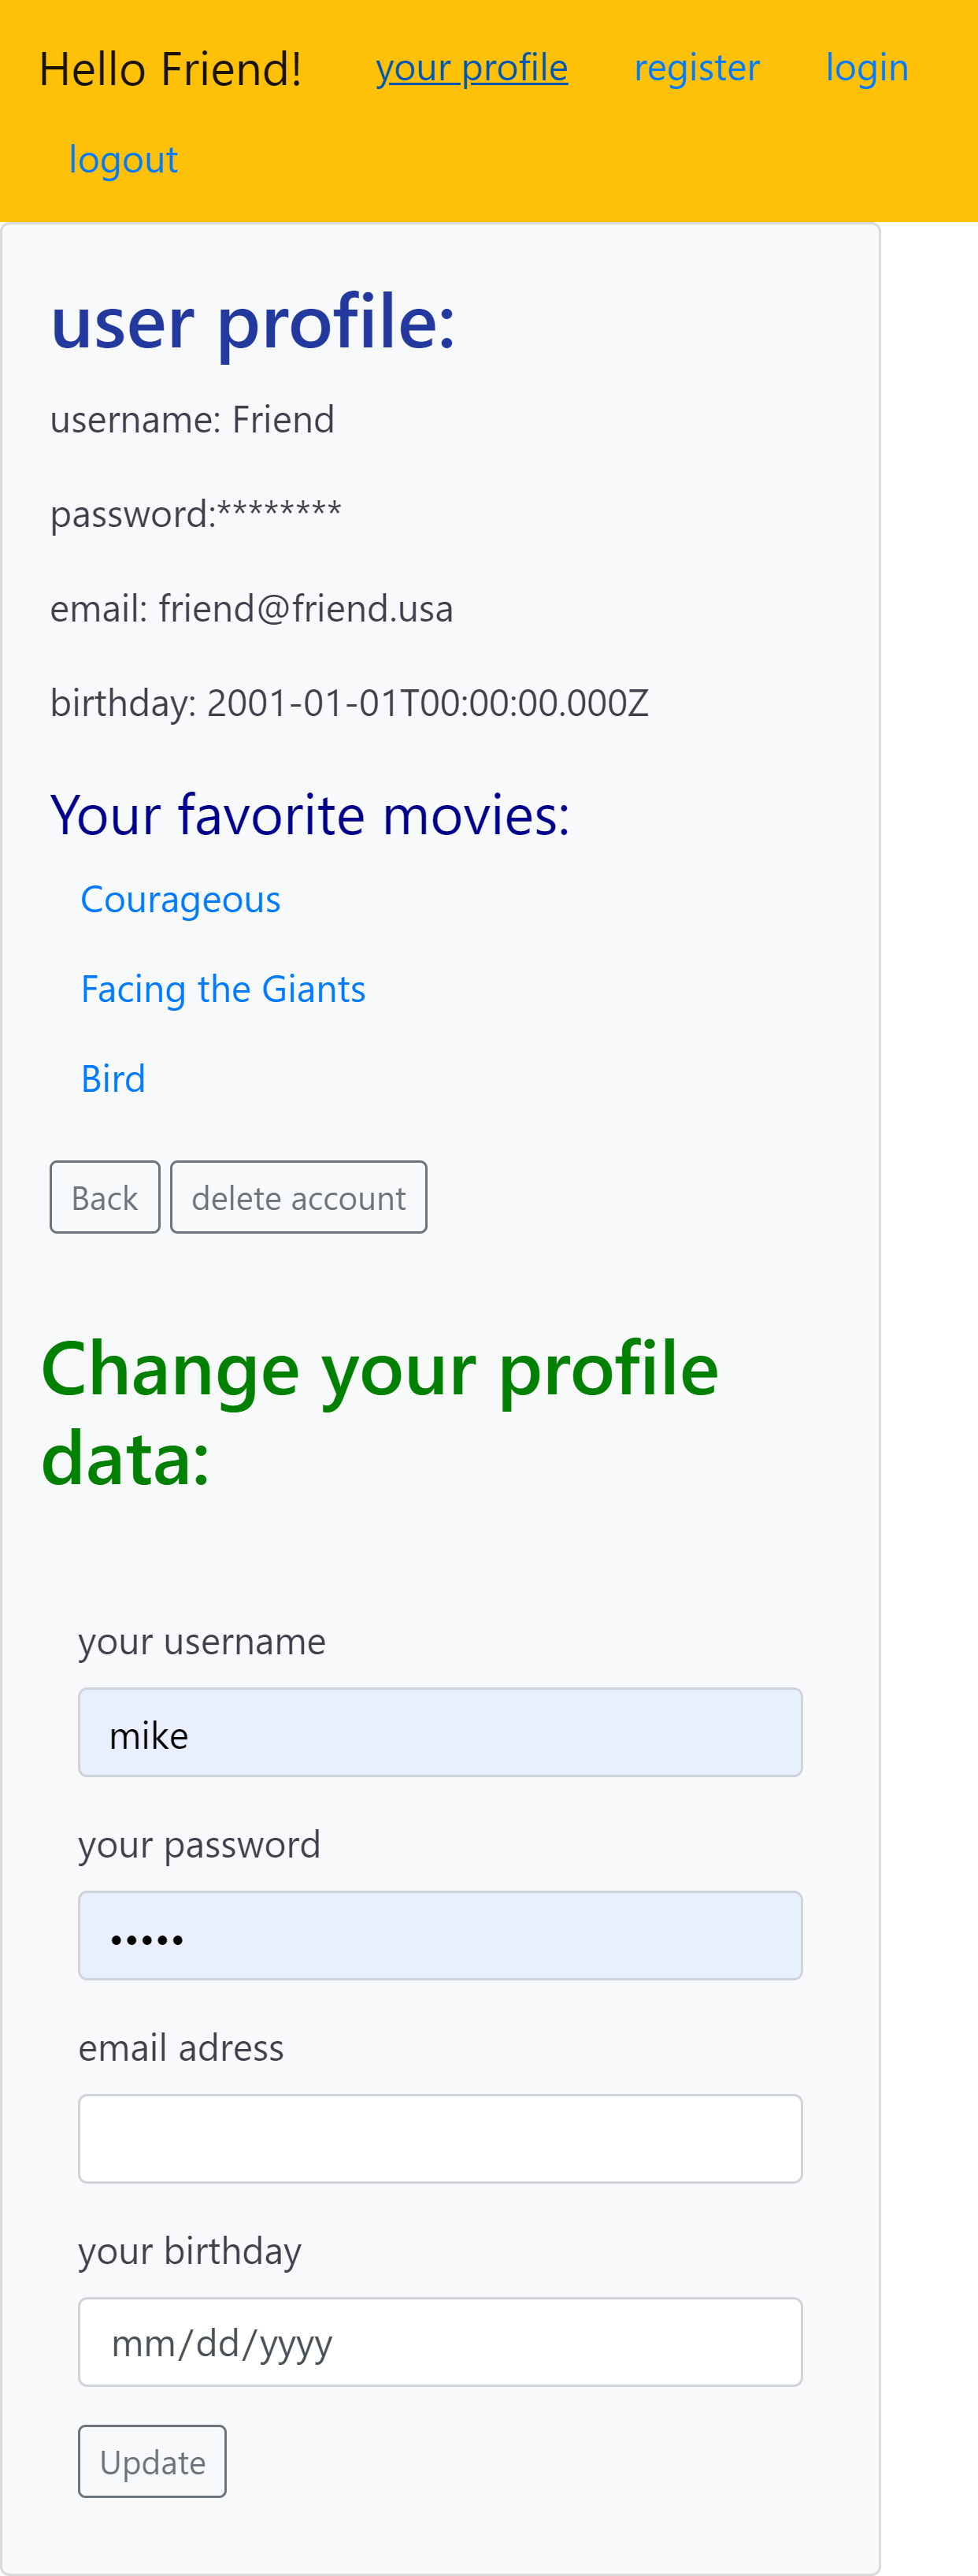 Hello Friend! your profile register login
logout
user profile:
username: Friend
password:********
email: friend@friend.usa
birthday: 2001-01-01T00:00:00.000Z
Your favorite movies:
Courageous
Facing the Giants
Bird
Back delete account
Change your profile
data:
your username
mike
your password
•••••
email adress
your birthday
mm/dd/yyyy
Update